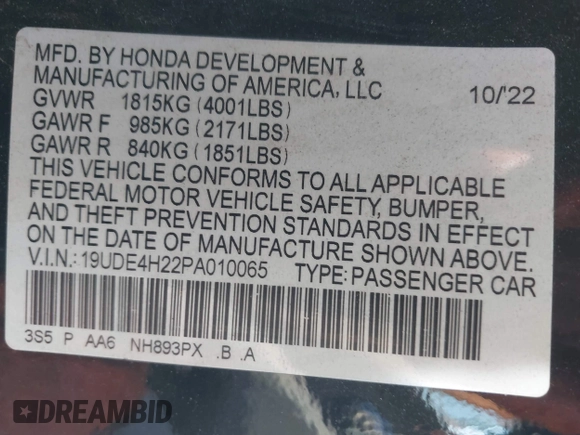 MFD. BY HONDA DEVELOPMENT &
MANUFACTURING OF AMERICA, LLC 10/'22
GVWR 1815KG (4001LBS)
GAWR F 985KG (2171LBS)
GAWR R 840KG (1851LBS)
THIS VEHICLE CONFORMS TO ALL APPLICABLE
FEDERAL MOTOR VEHICLE SAFETY, BUMPER,
AND THEFT PREVENTION STANDARDS IN EFFECT
ON THE DATE OF MANUFACTURE SHOWN ABOVE.
V.I.N.:19UDE4H22PA010065 TYPE:PASSENGER CAR
3S5 P AA6 NH893PX .B .A
DREAMBID